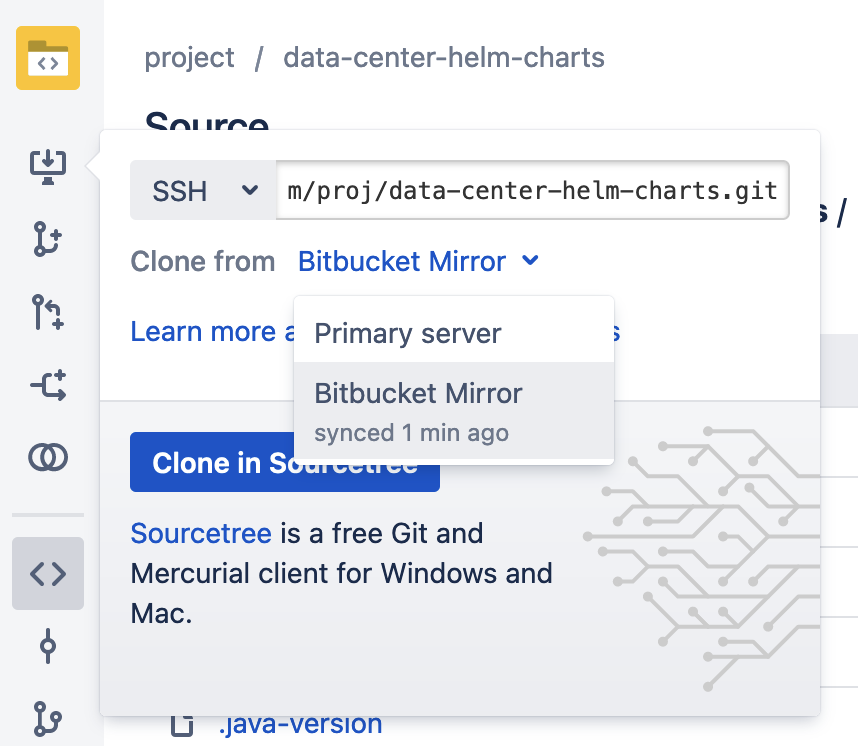 project / data-center-helm-charts
Source
SSH m/proj/data-center-helm-charts.git
/
Clone from Bitbucket Mirror
Learn more
Primary server
Bitbucket Mirror
synced 1 min ago
Clone in Sourcetree
Sourcetree is a free Git and
Mercurial client for Windows and
Mac.
.java-version